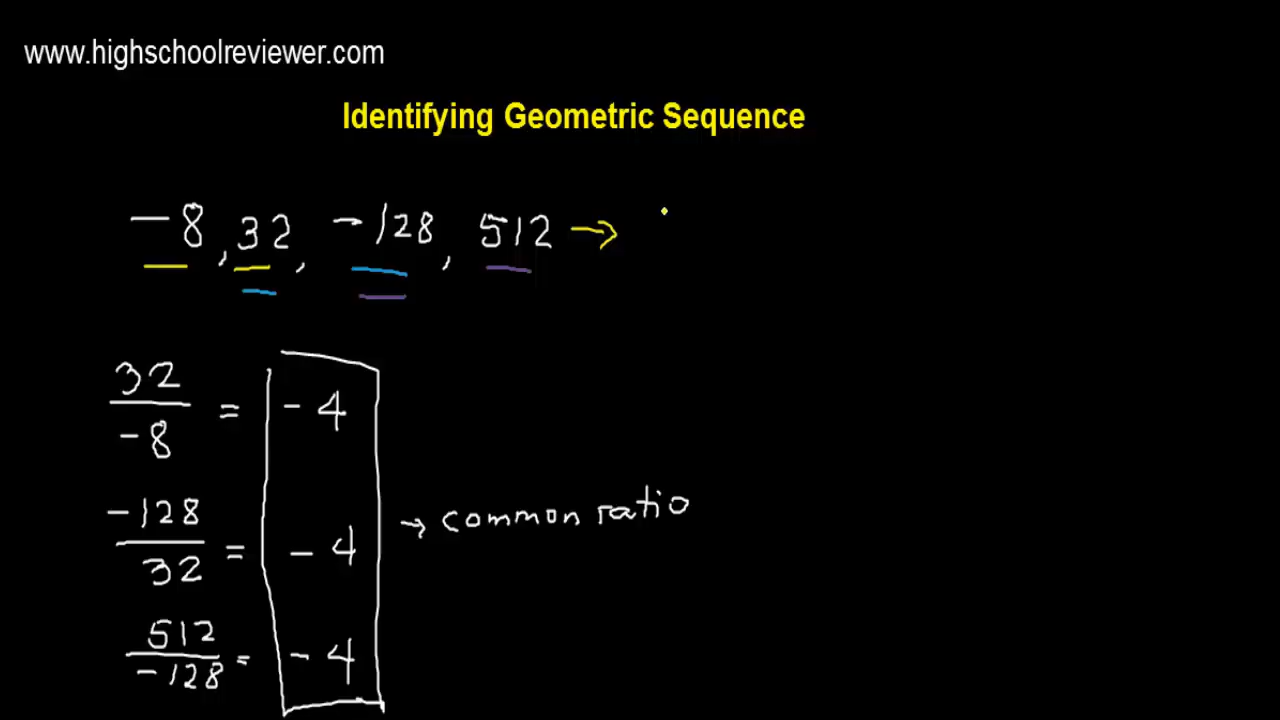 www.highschoolreviewer.com
Identifying Geometric Sequence
-8, 32, -128, 512 →
32
-8
= -4
-128
32
= -4
→ common ratio
512
-128
= -4